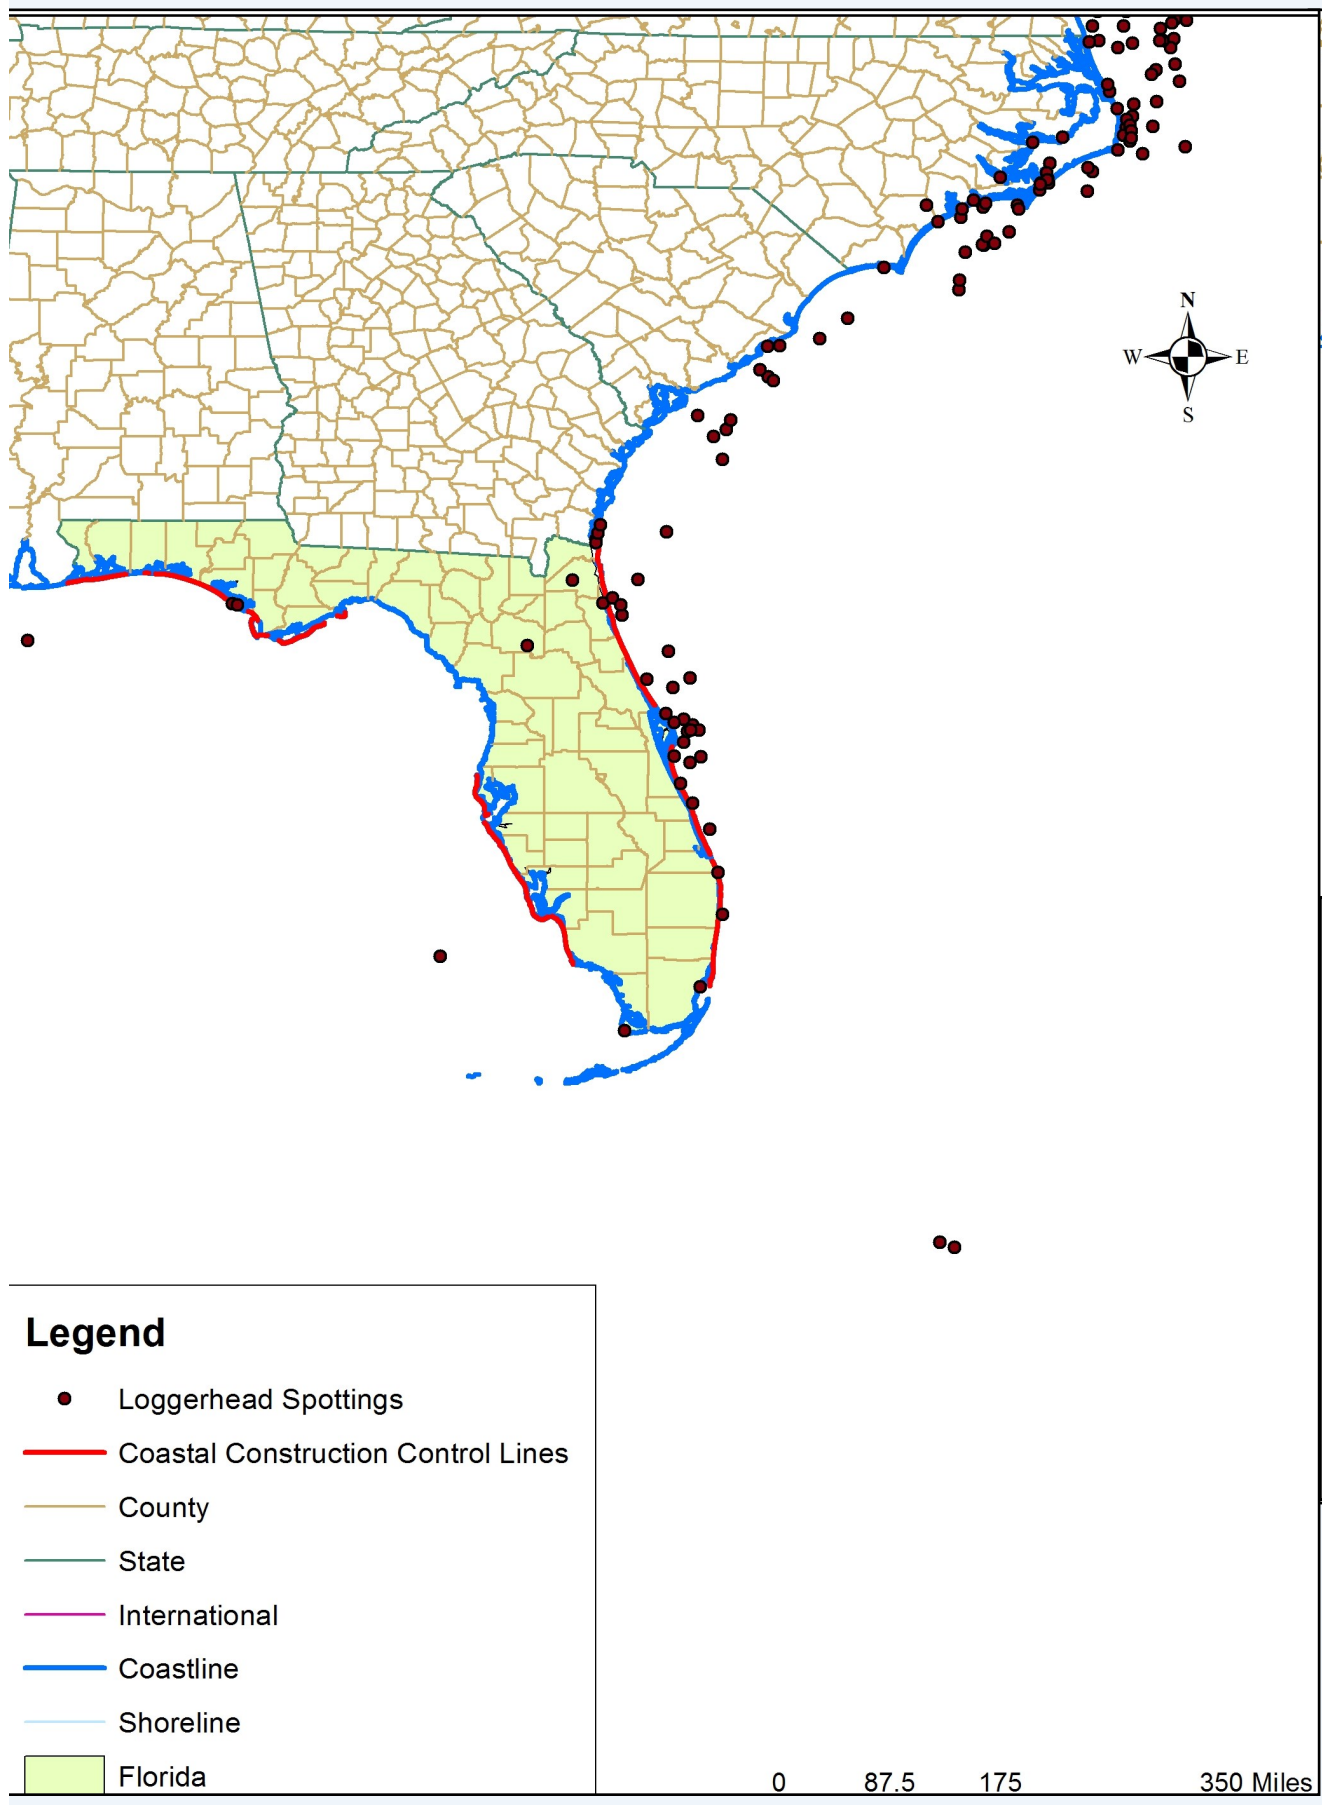 N
W E
S
Legend
Loggerhead Spottings
Coastal Construction Control Lines
County
State
International
Coastline
Shoreline
Florida
0 87.5 175 350 Miles